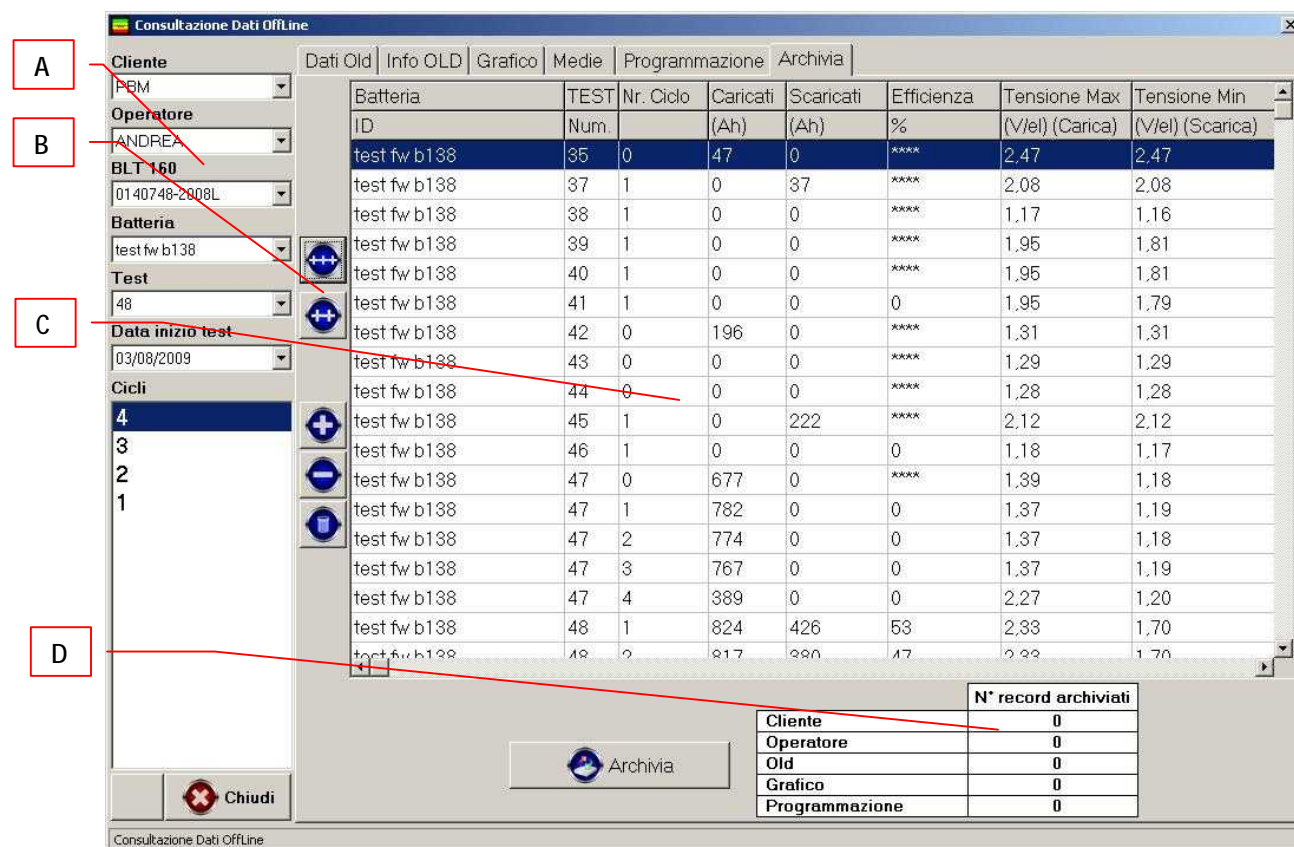 Consultazione Dati OffLine
A
B
C
D
Cliente
PBM
Operatore
ANDREA
BLT 160
0140748-2008L
Batteria
test fw b138
Test
48
Data inizio test
03/08/2009
Cicli
4
3
2
1
Chiudi
Dati Old Info OLD Grafico Medie Programmazione Archivia
Batteria TEST Nr. Ciclo Caricati Scaricati Efficienza Tensione Max Tensione Min
ID Num. (Ah) (Ah) % (V/el) (Carica) (V/el) (Scarica)
test fw b138 35 0 47 0 **** 2,47 2,47
test fw b138 37 1 0 37 **** 2,08 2,08
test fw b138 38 1 0 0 **** 1,17 1,16
test fw b138 39 1 0 0 **** 1,95 1,81
test fw b138 40 1 0 0 **** 1,95 1,81
test fw b138 41 1 0 0 0 1,95 1,79
test fw b138 42 0 196 0 **** 1,31 1,31
test fw b138 43 0 0 0 **** 1,29 1,29
test fw b138 44 0 0 0 **** 1,28 1,28
test fw b138 45 1 0 222 **** 2,12 2,12
test fw b138 46 1 0 0 0 1,18 1,17
test fw b138 47 0 677 0 **** 1,39 1,18
test fw b138 47 1 782 0 0 1,37 1,19
test fw b138 47 2 774 0 0 1,37 1,18
test fw b138 47 3 767 0 0 1,37 1,19
test fw b138 47 4 389 0 0 2,27 1,20
test fw b138 48 1 824 426 53 2,33 1,70
test fw b138 48 2 817 380 47 2,33 1,70
Archivia
N° record archiviati
Cliente 0
Operatore 0
Old 0
Grafico 0
Programmazione 0
Consultazione Dati OffLine